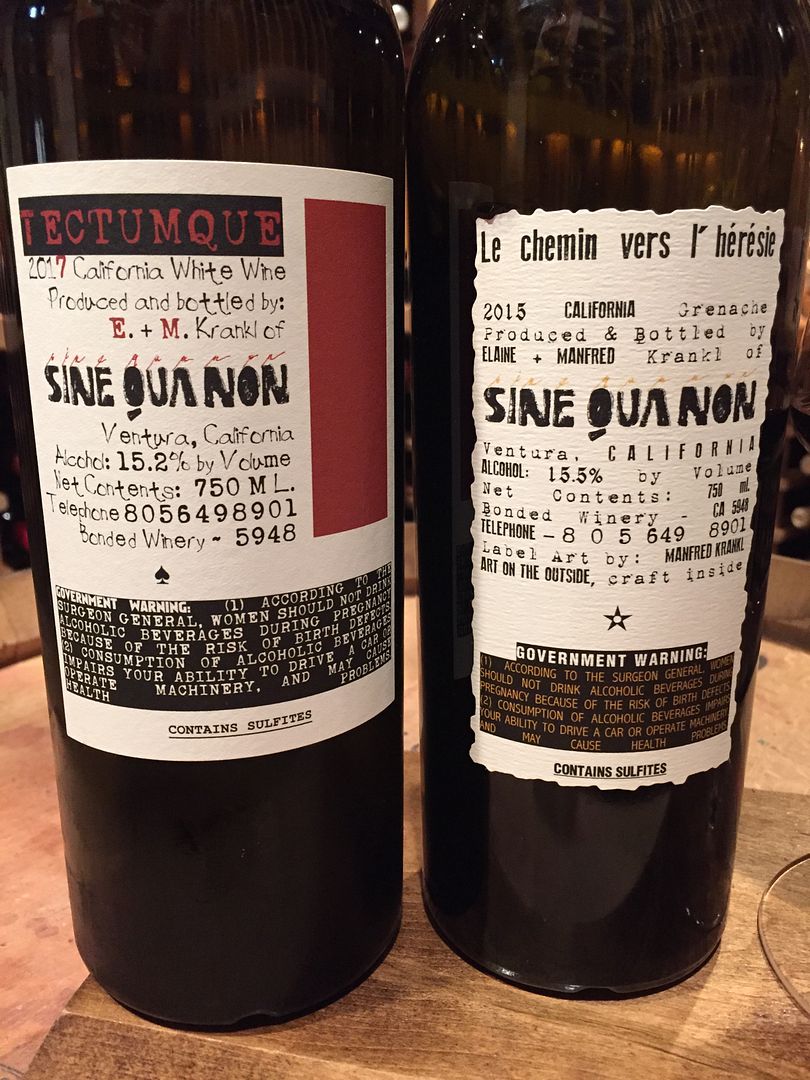 TECTUMQUE
2017 California White Wine
Produced and bottled by:
E. + M. Krankl of
sine qua non
SINE QUA NON
Ventura, California
Alcohol: 15.2% by Volume
Net Contents: 750 ML.
Telephone 8056498901
Bonded Winery ~ 5948
GOVERNMENT WARNING: (1) ACCORDING TO THE
SURGEON GENERAL, WOMEN SHOULD NOT DRINK
ALCOHOLIC BEVERAGES DURING PREGNANCY
BECAUSE OF THE RISK OF BIRTH DEFECTS
(2) CONSUMPTION OF ALCOHOLIC BEVERAGES
IMPAIRS YOUR ABILITY TO DRIVE A CAR OR
OPERATE MACHINERY, AND MAY CAUSE
HEALTH PROBLEMS
CONTAINS SULFITES
Le chemin vers l'hérésie
2015 CALIFORNIA Grenache
Produced & Bottled by
ELAINE + MANFRED Krankl of
sine qua non
SINE QUA NON
Ventura, CALIFORNIA
ALCOHOL: 15.5% by Volume
Net Contents: 750 ml.
Bonded Winery - CA 5948
TELEPHONE - 8 0 5 649 8901
Label Art by: MANFRED KRANKL
ART ON THE OUTSIDE, craft inside
GOVERNMENT WARNING:
(1) ACCORDING TO THE SURGEON GENERAL, WOMEN
SHOULD NOT DRINK ALCOHOLIC BEVERAGES DURING
PREGNANCY BECAUSE OF THE RISK OF BIRTH DEFECTS
(2) CONSUMPTION OF ALCOHOLIC BEVERAGES IMPAIRS
YOUR ABILITY TO DRIVE A CAR OR OPERATE MACHINERY,
AND MAY CAUSE HEALTH PROBLEMS
CONTAINS SULFITES